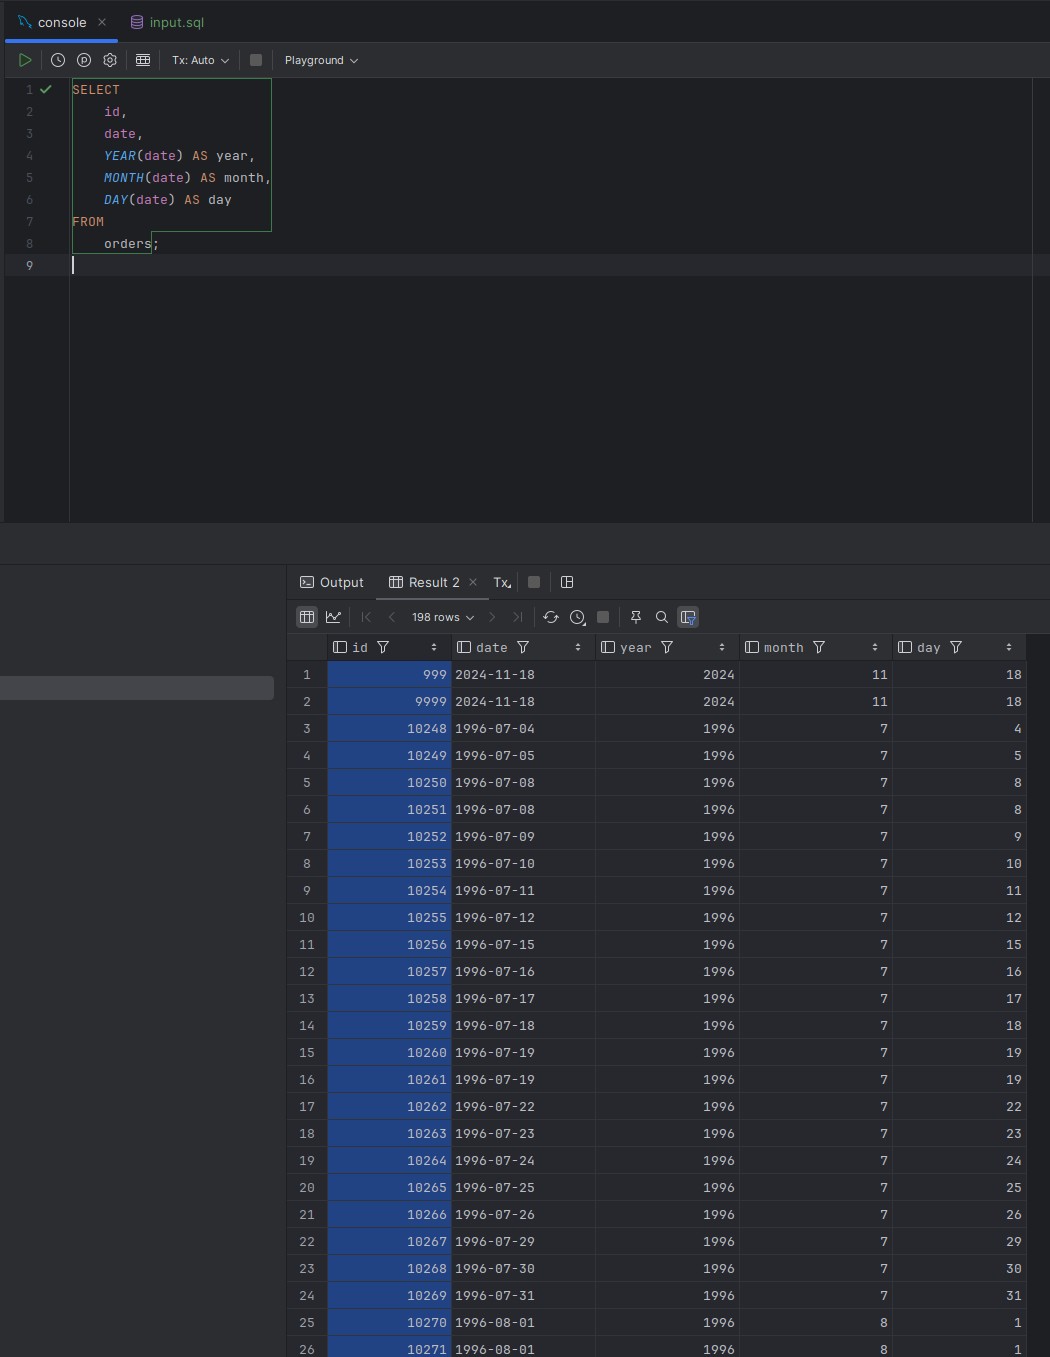 console
input.sql
Tx: Auto
Playground
1 SELECT
2 id,
3 date,
4 YEAR(date) AS year,
5 MONTH(date) AS month,
6 DAY(date) AS day
7 FROM
8 orders;
9
Output
Result 2
Tx
198 rows
id date year month day
1 999 2024-11-18 2024 11 18
2 9999 2024-11-18 2024 11 18
3 10248 1996-07-04 1996 7 4
4 10249 1996-07-05 1996 7 5
5 10250 1996-07-08 1996 7 8
6 10251 1996-07-08 1996 7 8
7 10252 1996-07-09 1996 7 9
8 10253 1996-07-10 1996 7 10
9 10254 1996-07-11 1996 7 11
10 10255 1996-07-12 1996 7 12
11 10256 1996-07-15 1996 7 15
12 10257 1996-07-16 1996 7 16
13 10258 1996-07-17 1996 7 17
14 10259 1996-07-18 1996 7 18
15 10260 1996-07-19 1996 7 19
16 10261 1996-07-19 1996 7 19
17 10262 1996-07-22 1996 7 22
18 10263 1996-07-23 1996 7 23
19 10264 1996-07-24 1996 7 24
20 10265 1996-07-25 1996 7 25
21 10266 1996-07-26 1996 7 26
22 10267 1996-07-29 1996 7 29
23 10268 1996-07-30 1996 7 30
24 10269 1996-07-31 1996 7 31
25 10270 1996-08-01 1996 8 1
26 10271 1996-08-01 1996 8 1